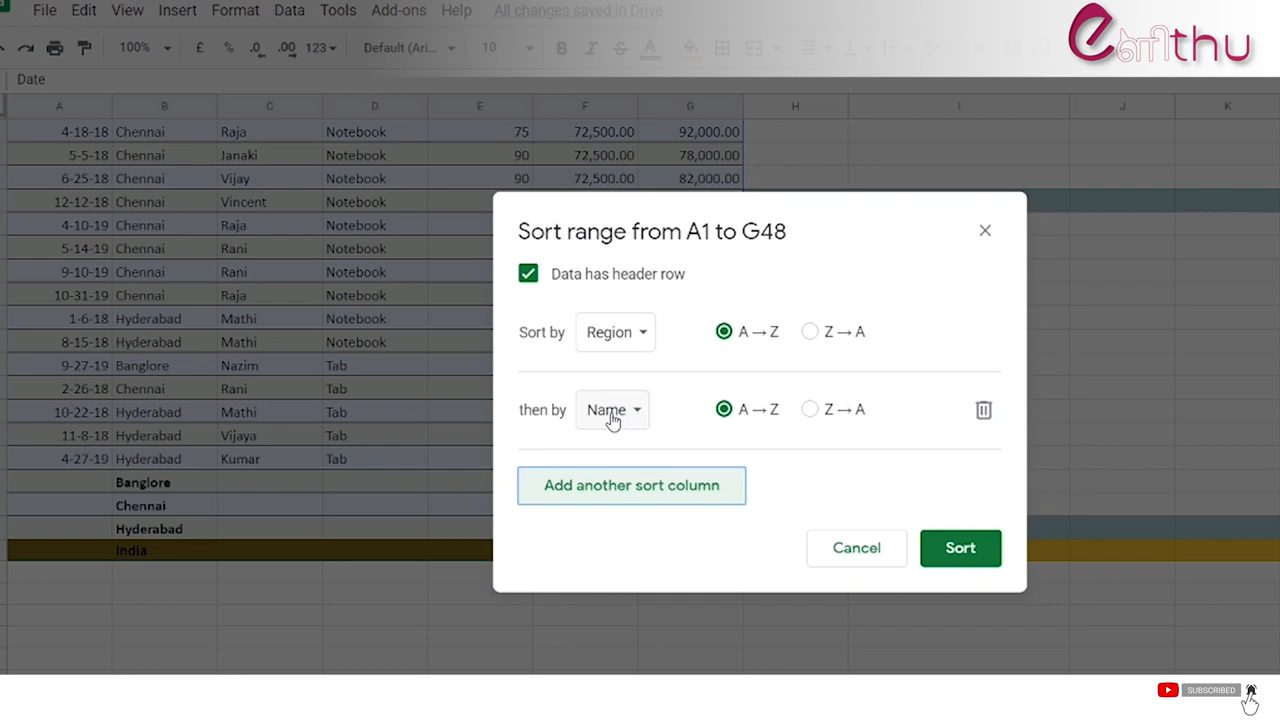 File Edit View Insert Format Data Tools Add-ons Help All changes saved in Drive
100% £ % .0 .00 123 Default (Ari... 10 B I S A
eணிthu
Date
A B C D E F G H I J K
4-18-18 Chennai Raja Notebook 75 72,500.00 92,000.00
5-5-18 Chennai Janaki Notebook 90 72,500.00 78,000.00
6-25-18 Chennai Vijay Notebook 90 72,500.00 82,000.00
12-12-18 Chennai Vincent Notebook
4-10-19 Chennai Raja Notebook
5-14-19 Chennai Rani Notebook
9-10-19 Chennai Rani Notebook
10-31-19 Chennai Raja Notebook
1-6-18 Hyderabad Mathi Notebook
8-15-18 Hyderabad Mathi Notebook
9-27-19 Banglore Nazim Tab
2-26-18 Chennai Rani Tab
10-22-18 Hyderabad Mathi Tab
11-8-18 Hyderabad Vijaya Tab
4-27-19 Hyderabad Kumar Tab
Banglore
Chennai
Hyderabad
India
Sort range from A1 to G48
Data has header row
Sort by Region A → Z Z → A
then by Name A → Z Z → A
Add another sort column
Cancel Sort
SUBSCRIBED